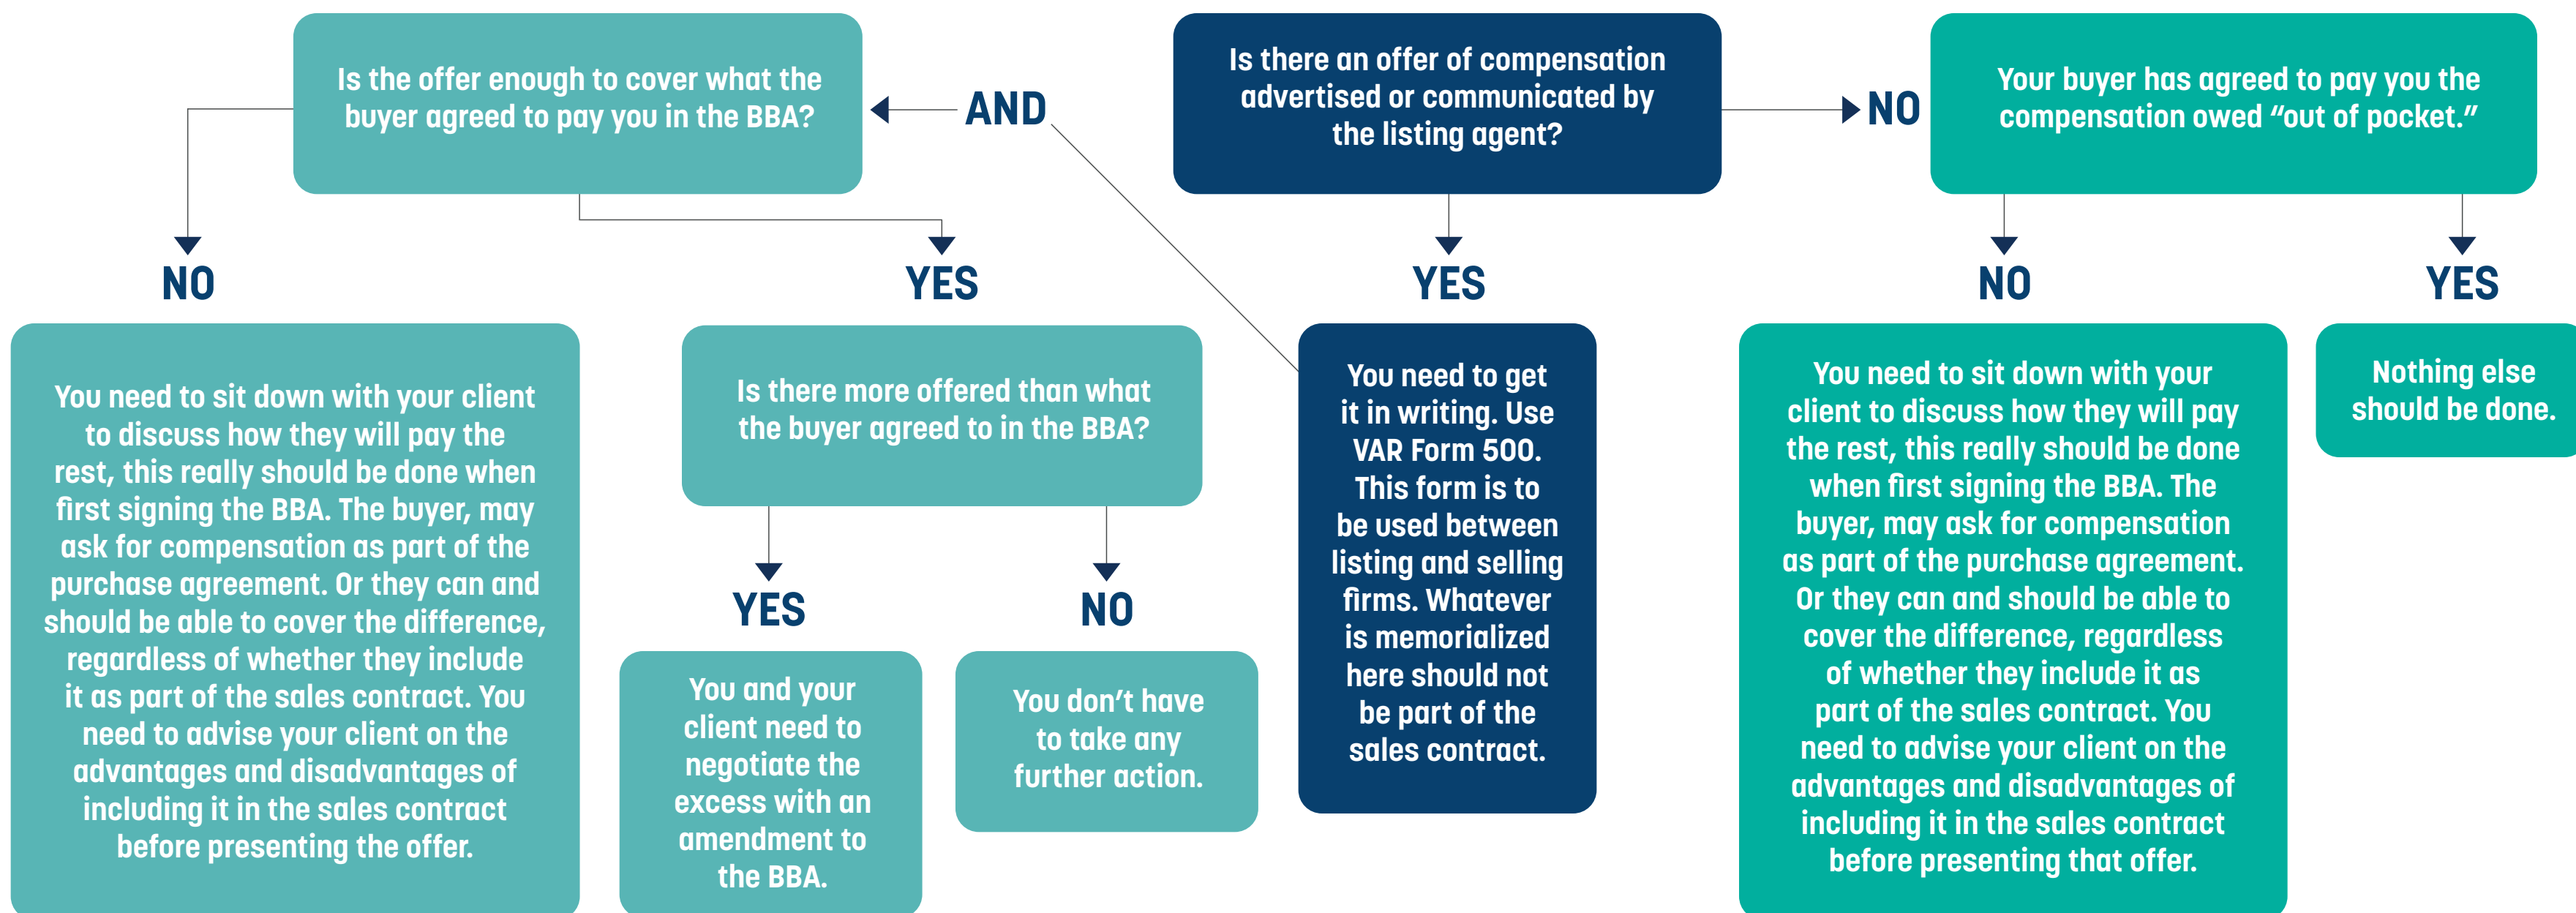 Is the offer enough to cover what the
buyer agreed to pay you in the BBA?
AND
Is there an offer of compensation
advertised or communicated by
the listing agent?
NO
Your buyer has agreed to pay you the
compensation owed “out of pocket.”
NO
YES
YES
NO
YES
You need to sit down with your client
to discuss how they will pay the
rest, this really should be done when
first signing the BBA. The buyer, may
ask for compensation as part of the
purchase agreement. Or they can and
should be able to cover the difference,
regardless of whether they include
it as part of the sales contract. You
need to advise your client on the
advantages and disadvantages of
including it in the sales contract
before presenting the offer.
Is there more offered than what
the buyer agreed to in the BBA?
YES
NO
You and your
client need to
negotiate the
excess with an
amendment to
the BBA.
You don’t have
to take any
further action.
You need to get
it in writing. Use
VAR Form 500.
This form is to
be used between
listing and selling
firms. Whatever
is memorialized
here should not
be part of the
sales contract.
You need to sit down with your
client to discuss how they will pay
the rest, this really should be done
when first signing the BBA. The
buyer, may ask for compensation
as part of the purchase agreement.
Or they can and should be able to
cover the difference, regardless
of whether they include it as
part of the sales contract. You
need to advise your client on the
advantages and disadvantages of
including it in the sales contract
before presenting that offer.
Nothing else
should be done.